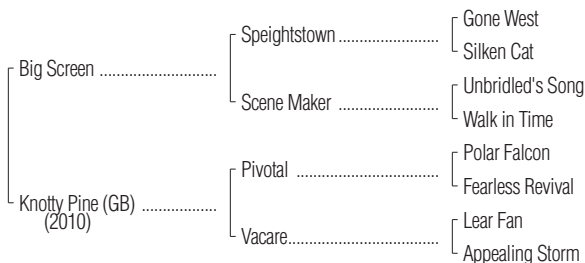 Gone West
Speightstown ....................
Silken Cat
Big Screen ........................
Unbridled's Song
Scene Maker ....................
Walk in Time
Polar Falcon
Pivotal .............................
Fearless Revival
Knotty Pine (GB) ...............
(2010)
Lear Fan
Vacare..............................
Appealing Storm